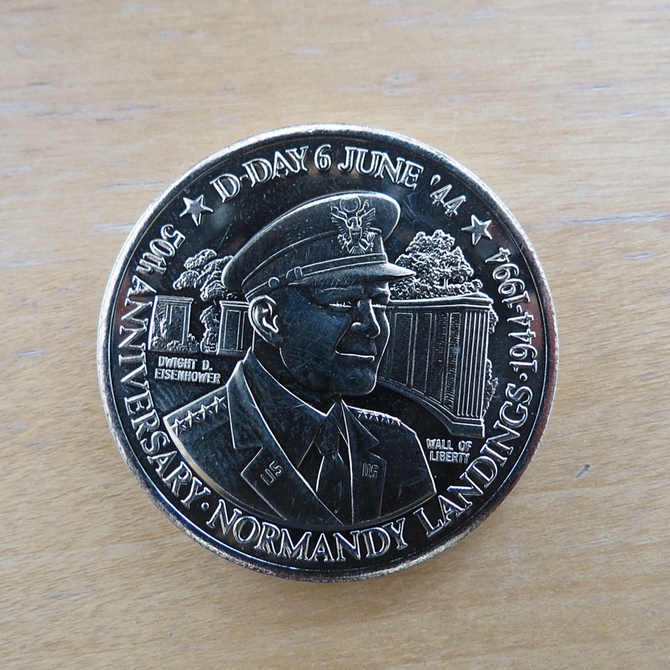 D-DAY 6 JUNE '44
50th ANNIVERSARY · NORMANDY LANDINGS · 1944-1994
DWIGHT D.
EISENHOWER
WALL OF
LIBERTY
US
US